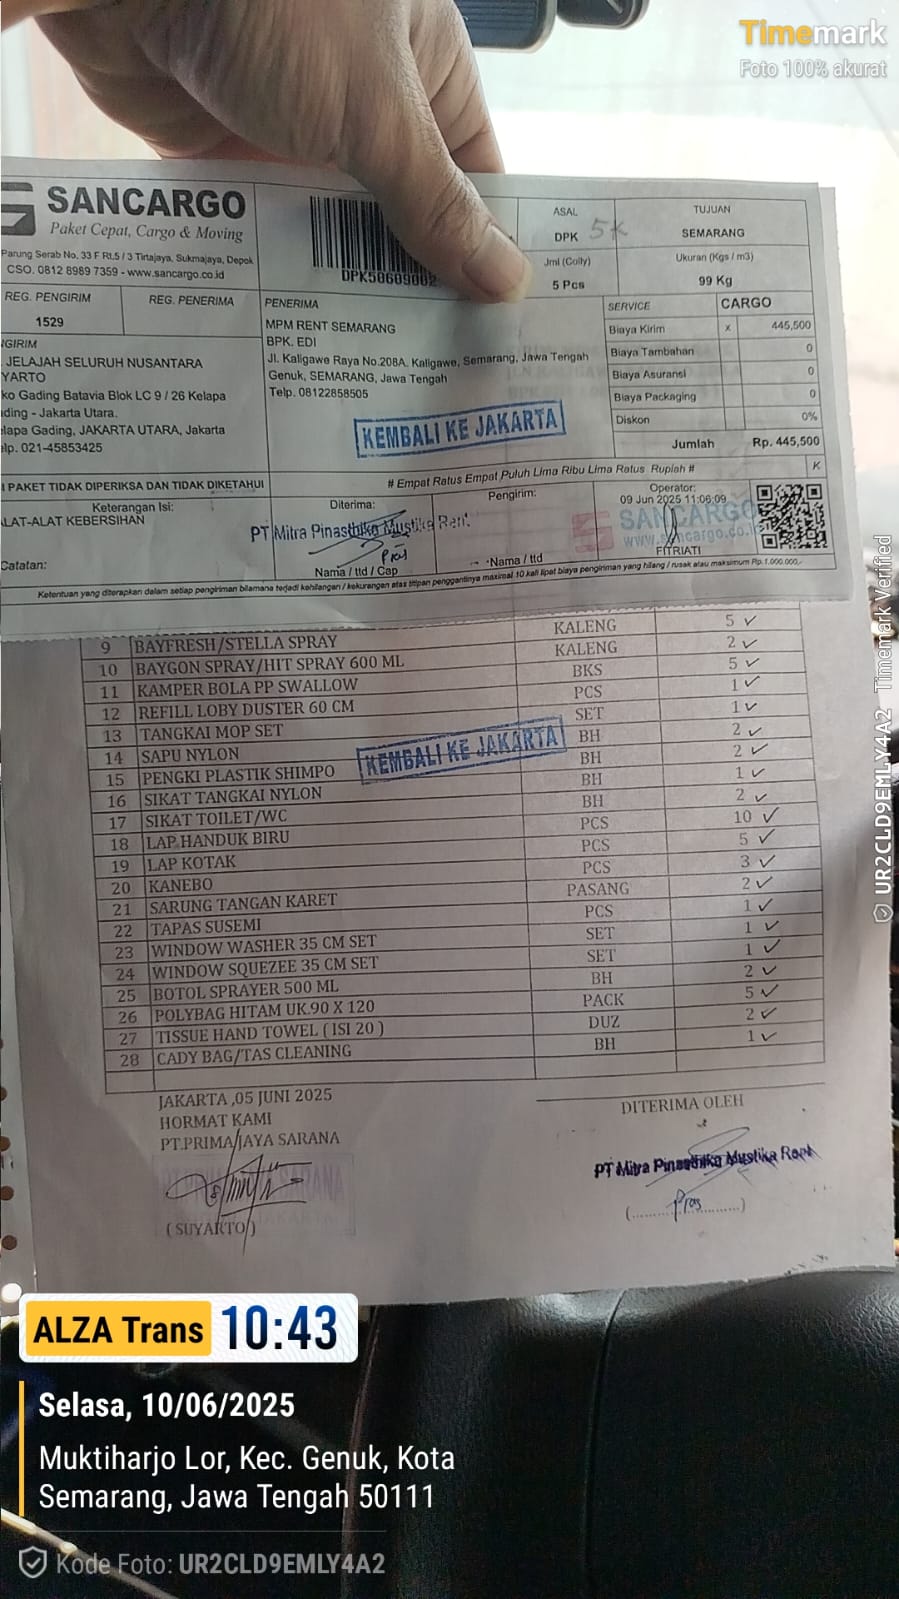 Timemark
Foto 100% akurat
SANCARGO
Paket Cepat, Cargo & Moving
Parung Serab No. 33 F Rt.5 / 3 Tirtajaya, Sukmajaya, Depok
CSO. 0812 8989 7359 - www.sancargo.co.id
REG. PENGIRIM
1529
REG. PENERIMA
NGIRIM
JELAJAH SELURUH NUSANTARA
YARTO
ko Gading Batavia Blok LC 9 / 26 Kelapa
ding - Jakarta Utara.
lapa Gading, JAKARTA UTARA, Jakarta
elp. 021-45853425
DPK50609002
PENERIMA
MPM RENT SEMARANG
BPK. EDI
Jl. Kaligawe Raya No.208A, Kaligawe, Semarang, Jawa Tengah
Genuk, SEMARANG, Jawa Tengah
Telp. 08122858505
KEMBALI KE JAKARTA
ASAL
DPK 5K
TUJUAN
SEMARANG
Jml (Colly)
5 Pcs
Ukuran (Kgs / m3)
99 Kg
SERVICE CARGO
Biaya Kirim x 445,500
Biaya Tambahan 0
Biaya Asuransi 0
Biaya Packaging 0
Diskon 0%
Jumlah Rp. 445,500
# Empat Ratus Empat Puluh Lima Ribu Lima Ratus Rupiah # K
I PAKET TIDAK DIPERIKSA DAN TIDAK DIKETAHUI
Keterangan Isi:
LAT-ALAT KEBERSIHAN
Catatan:
Diterima:
PT Mitra Pinasthika Mustika Rent
Pras
Nama / ttd / Cap
Pengirim:
Nama / ttd
Operator:
09 Jun 2025 11:06:09
SANCARGO
www.sancargo.co.id
FITRIATI
Ketentuan yang diterapkan dalam setiap pengiriman bilamana terjadi kehilangan / kekurangan atas titipan penggantinya maximal 10 kali lipat biaya pengiriman yang hilang / rusak atau maksimum Rp.1.000.000,-
9 BAYFRESH/STELLA SPRAY KALENG 5 ✓
10 BAYGON SPRAY/HIT SPRAY 600 ML KALENG 2 ✓
11 KAMPER BOLA PP SWALLOW BKS 5 ✓
12 REFILL LOBY DUSTER 60 CM PCS 1 ✓
13 TANGKAI MOP SET SET 1 ✓
14 SAPU NYLON BH 2 ✓
15 PENGKI PLASTIK SHIMPO BH 2 ✓
16 SIKAT TANGKAI NYLON BH 1 ✓
17 SIKAT TOILET/WC BH 2 ✓
18 LAP HANDUK BIRU PCS 10 ✓
19 LAP KOTAK PCS 5 ✓
20 KANEBO PCS 3 ✓
21 SARUNG TANGAN KARET PASANG 2 ✓
22 TAPAS SUSEMI PCS 1 ✓
23 WINDOW WASHER 35 CM SET SET 1 ✓
24 WINDOW SQUEZEE 35 CM SET SET 1 ✓
25 BOTOL SPRAYER 500 ML BH 2 ✓
26 POLYBAG HITAM UK.90 X 120 PACK 5 ✓
27 TISSUE HAND TOWEL ( ISI 20 ) DUZ 2 ✓
28 CADY BAG/TAS CLEANING BH 1 ✓
KEMBALI KE JAKARTA
JAKARTA ,05 JUNI 2025
HORMAT KAMI
PT.PRIMA JAYA SARANA
( SUYARTO )
DITERIMA OLEH
PT Mitra Pinasthika Mustika Rent
(.......Pras.......)
ALZA Trans 10:43
Selasa, 10/06/2025
Muktiharjo Lor, Kec. Genuk, Kota
Semarang, Jawa Tengah 50111
Kode Foto: UR2CLD9EMLY4A2
UR2CLD9EMLY4A2 Timemark Verified